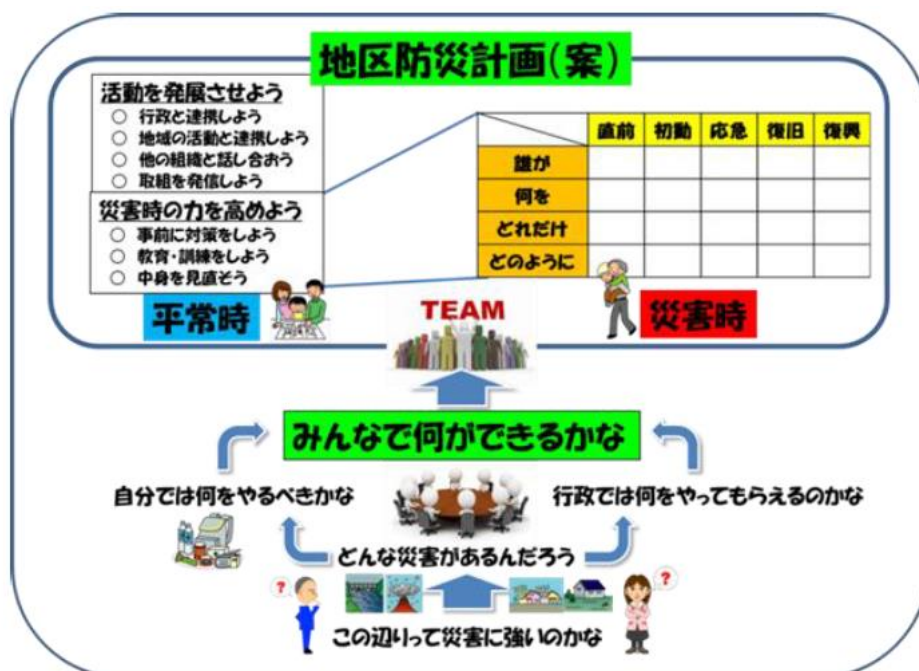 地区防災計画(案)
活動を発展させよう
○ 行政と連携しよう
○ 地域の活動と連携しよう
○ 他の組織と話し合おう
○ 取組を発信しよう
災害時の力を高めよう
○ 事前に対策をしよう
○ 教育・訓練をしよう
○ 中身を見直そう
平常時
直前 初動 応急 復旧 復興
誰が
何を
どれだけ
どのように
災害時
TEAM
みんなで何ができるかな
自分では何をやるべきかな
行政では何をやってもらえるのかな
どんな災害があるんだろう
?
?
この辺りって災害に強いのかな